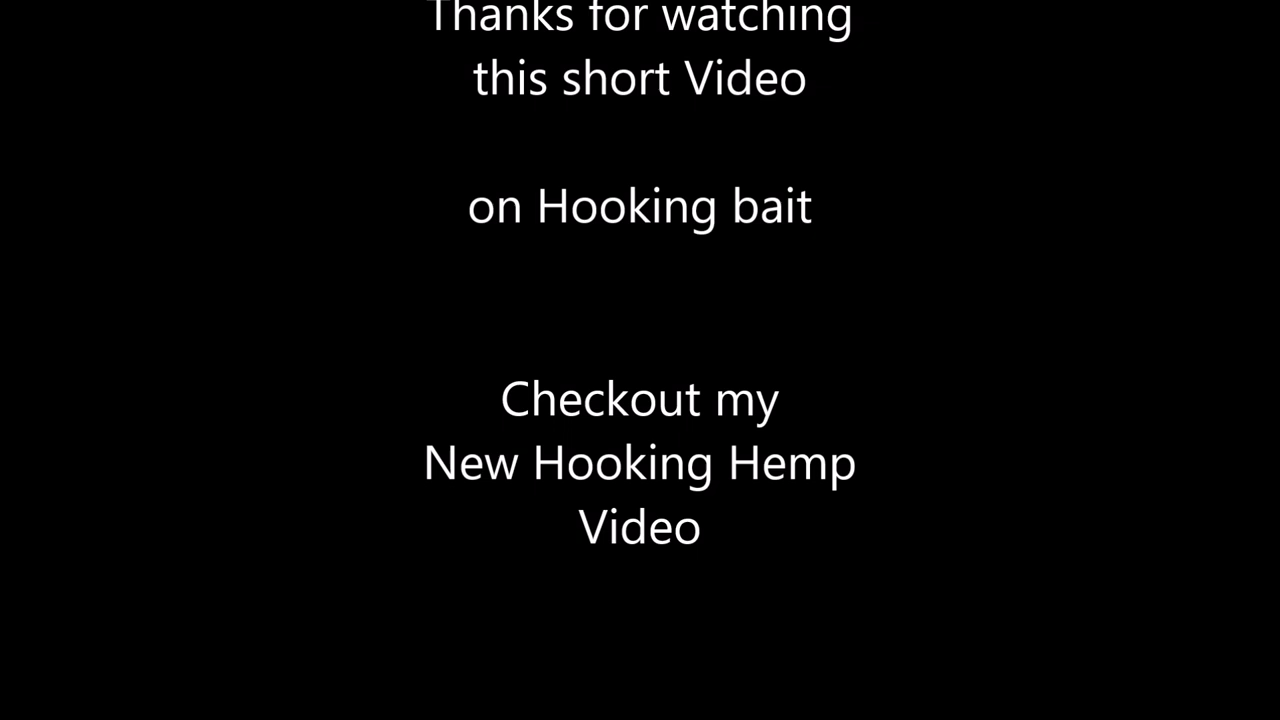 Thanks for watching
this short Video
on Hooking bait
Checkout my
New Hooking Hemp
Video